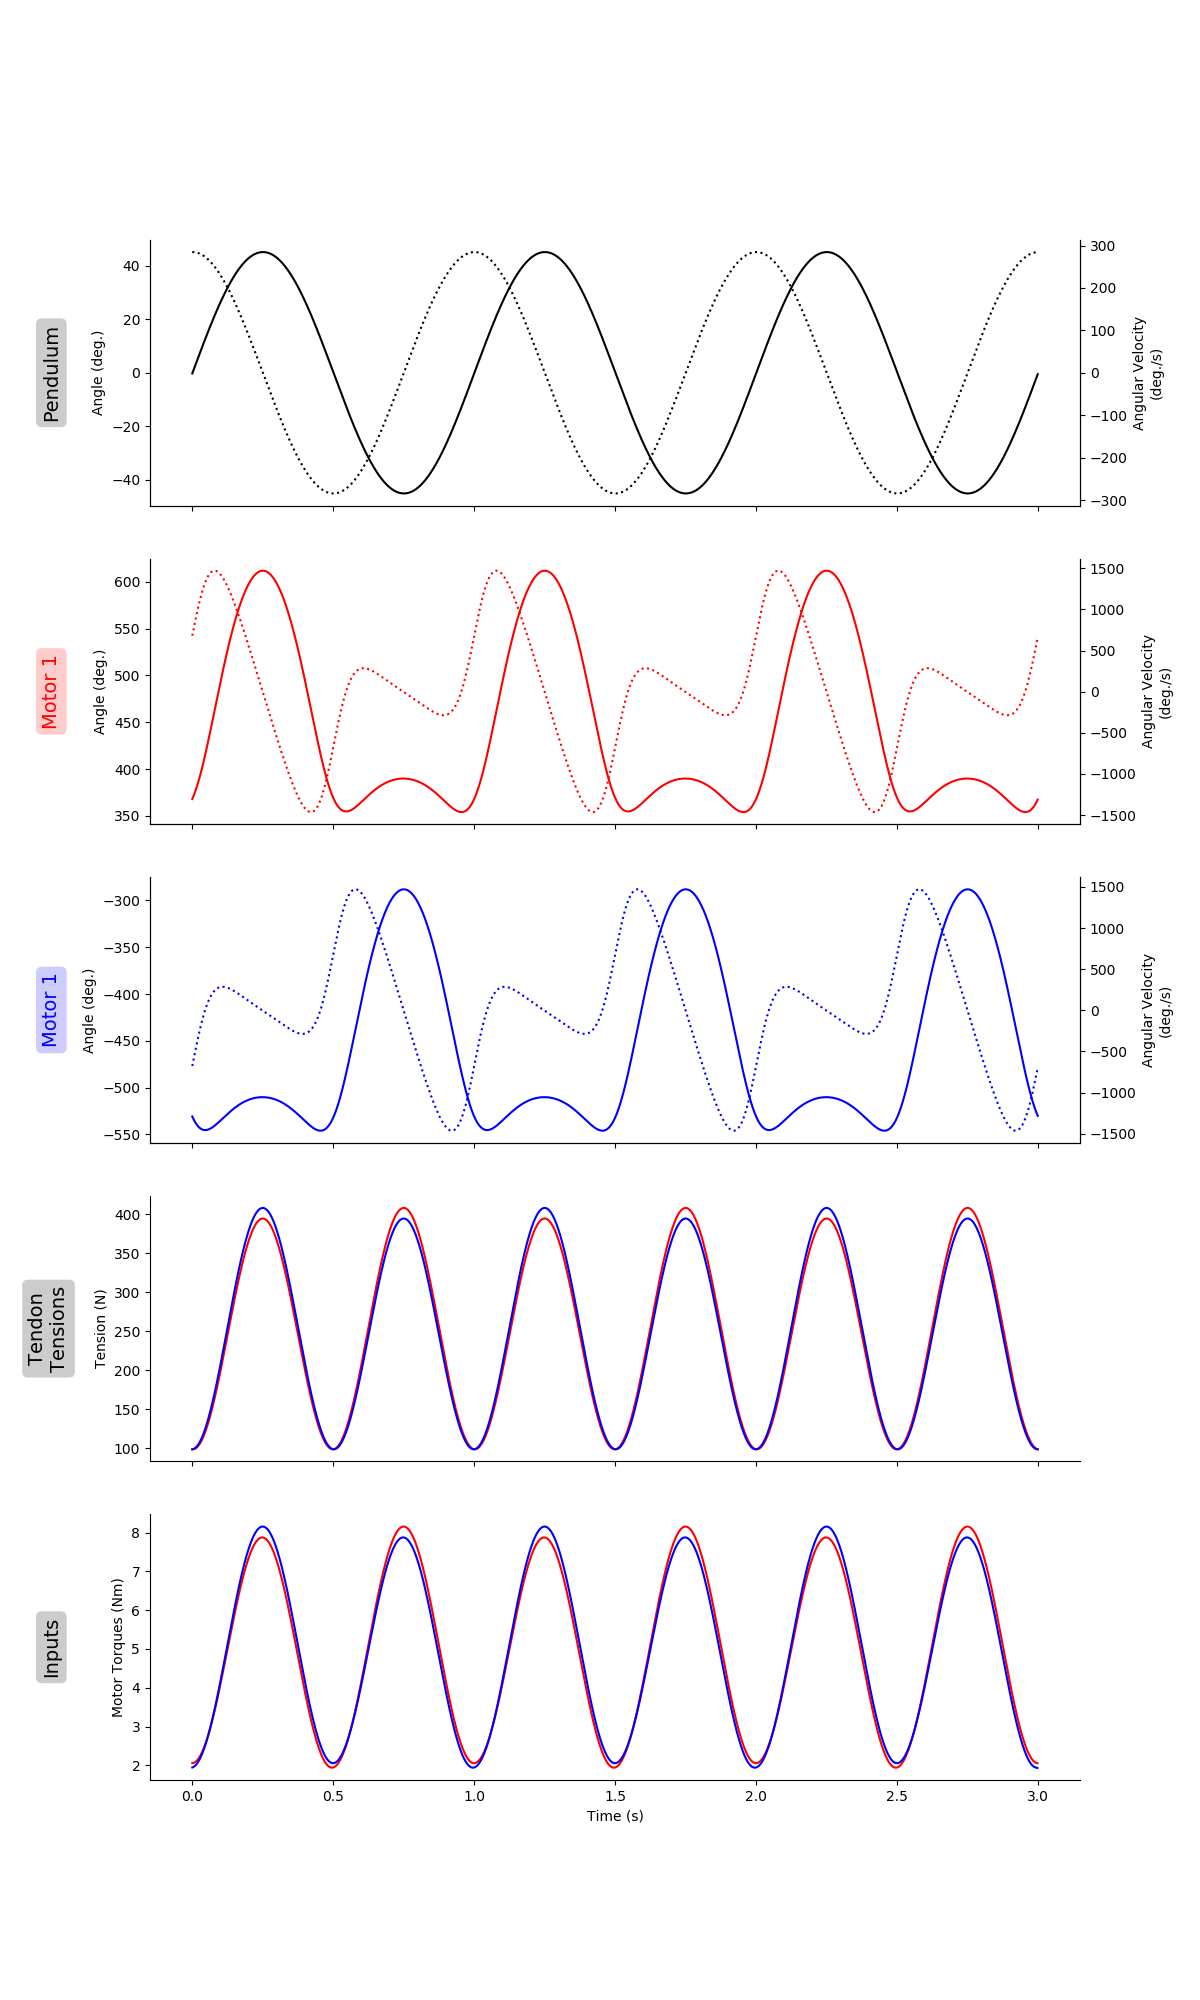 Pendulum
Angle (deg.)
40
20
0
−20
−40
300
200
100
0
−100
−200
−300
Angular Velocity
(deg./s)
Motor 1
Angle (deg.)
600
550
500
450
400
350
1500
1000
500
0
−500
−1000
−1500
Angular Velocity
(deg./s)
Motor 1
Angle (deg.)
−300
−350
−400
−450
−500
−550
1500
1000
500
0
−500
−1000
−1500
Angular Velocity
(deg./s)
Tendon
Tensions
Tension (N)
400
350
300
250
200
150
100
Inputs
Motor Torques (Nm)
8
7
6
5
4
3
2
0.0 0.5 1.0 1.5 2.0 2.5 3.0
Time (s)